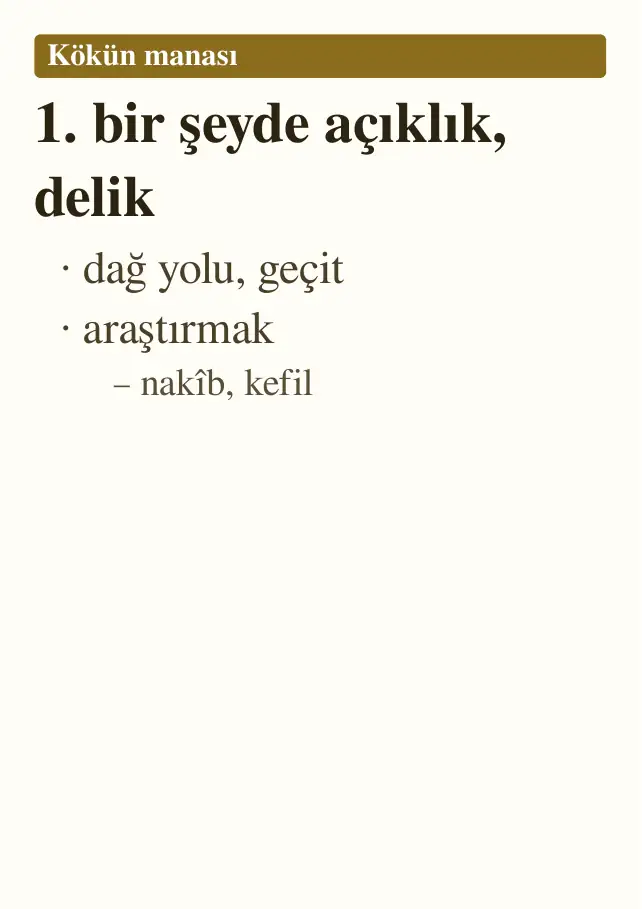 Kökün manası
1. bir şeyde açıklık,
delik
· dağ yolu, geçit
· araştırmak
– nakîb, kefil